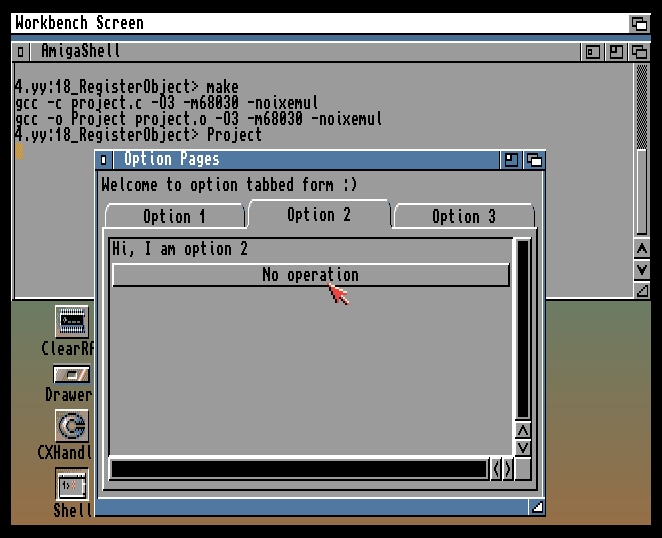 Workbench Screen
AmigaShell
4.yy:18_RegisterObject> make
gcc -c project.c -O3 -m68030 -noixemul
gcc -o Project project.o -O3 -m68030 -noixemul
4.yy:18_RegisterObject> Project
Option Pages
Welcome to option tabbed form :)
Option 1 Option 2 Option 3
Hi, I am option 2
No operation
ClearRA
Drawer
CXHandl
Shell